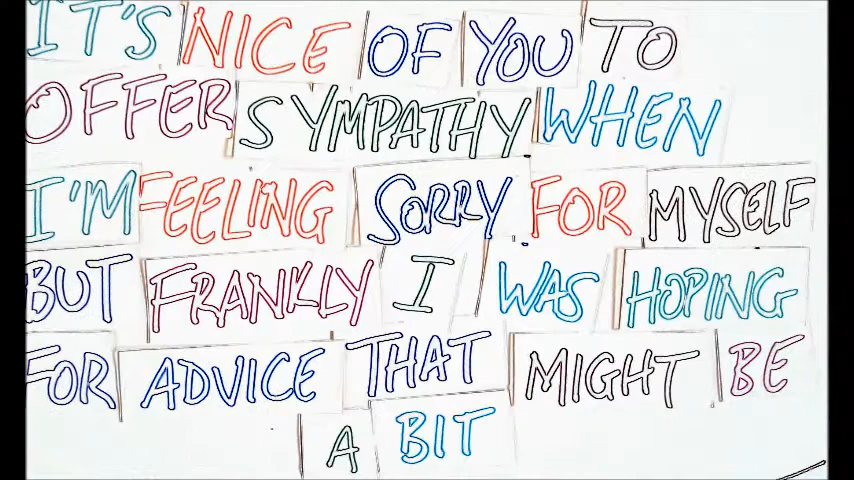 IT'S NICE OF YOU TO
OFFER SYMPATHY WHEN
I'M FEELING SORRY FOR MYSELF
BUT FRANKLY I WAS HOPING
FOR ADVICE THAT MIGHT BE
A BIT